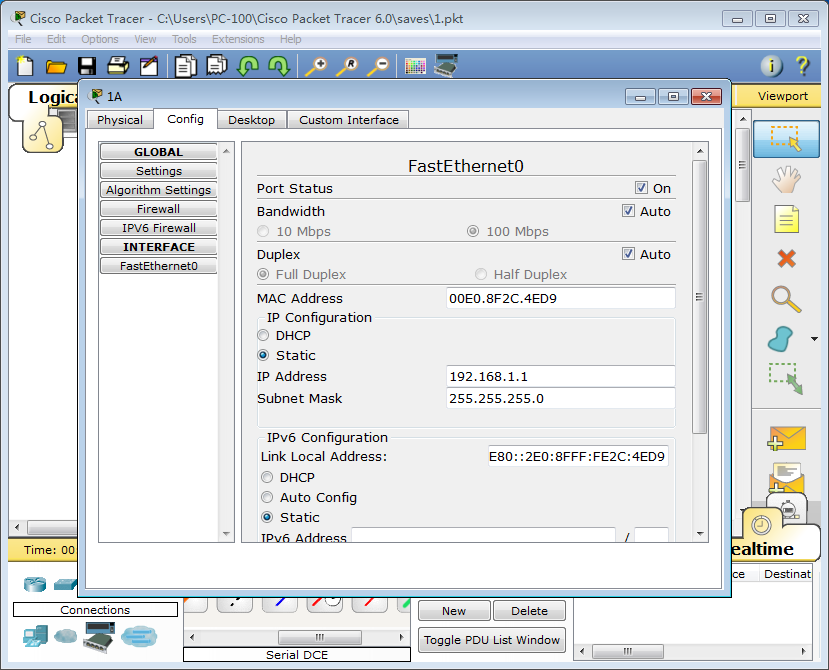 Cisco Packet Tracer - C:\Users\PC-100\Cisco Packet Tracer 6.0\saves\1.pkt
File Edit Options View Tools Extensions Help
Logica
Viewport
1A
Physical Config Desktop Custom Interface
GLOBAL
Settings
Algorithm Settings
Firewall
IPV6 Firewall
INTERFACE
FastEthernet0
FastEthernet0
Port Status On
Bandwidth Auto
10 Mbps 100 Mbps
Duplex Auto
Full Duplex Half Duplex
MAC Address 00E0.8F2C.4ED9
IP Configuration
DHCP
Static
IP Address 192.168.1.1
Subnet Mask 255.255.255.0
IPv6 Configuration
Link Local Address: E80::2E0:8FFF:FE2C:4ED9
DHCP
Auto Config
Static
IPv6 Address /
Time: 00
ealtime
ce Destinat
Connections
New Delete
Toggle PDU List Window
Serial DCE